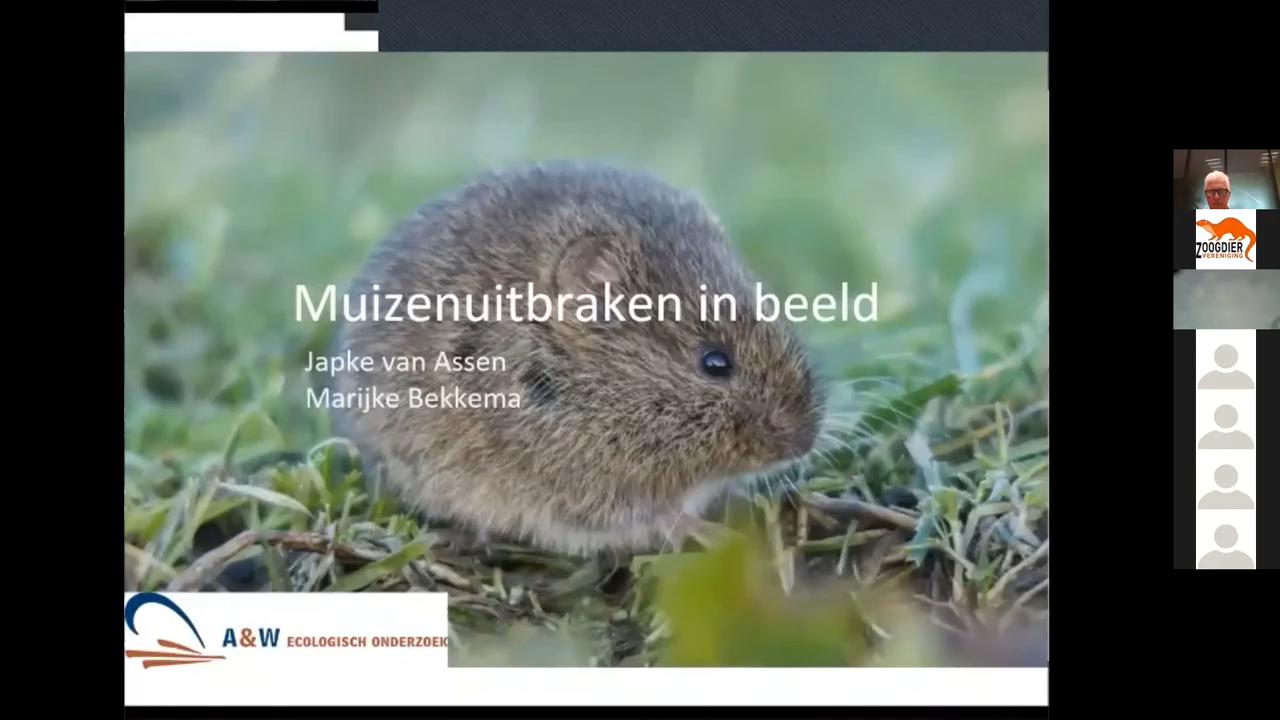 Muizenuitbraken in beeld
Japke van Assen
Marijke Bekkema
A&W ECOLOGISCH ONDERZOEK
ZOOGDIER
VERENIGING